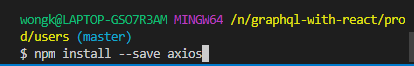 wongk@LAPTOP-GSO7R3AM MINGW64 /n/graphql-with-react/pro
d/users (master)
$ npm install --save axios